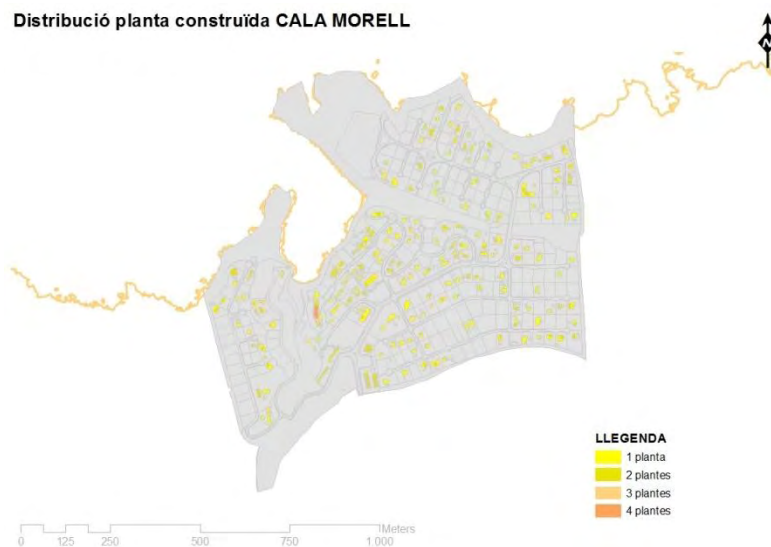 Distribució planta construïda CALA MORELL
N
LLEGENDA
1 planta
2 plantes
3 plantes
4 plantes
Meters
0 125 250 500 750 1.000